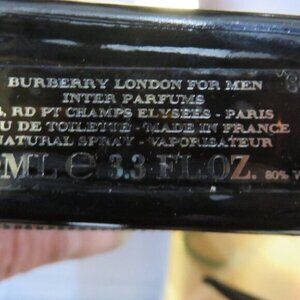 BURBERRY LONDON FOR MEN
INTER PARFUMS
, RD PT CHAMPS ELYSEES - PARIS
U DE TOILETTE - MADE IN FRANCE
NATURAL SPRAY - VAPORISATEUR
ML e 3.3 FL.OZ. 80% V